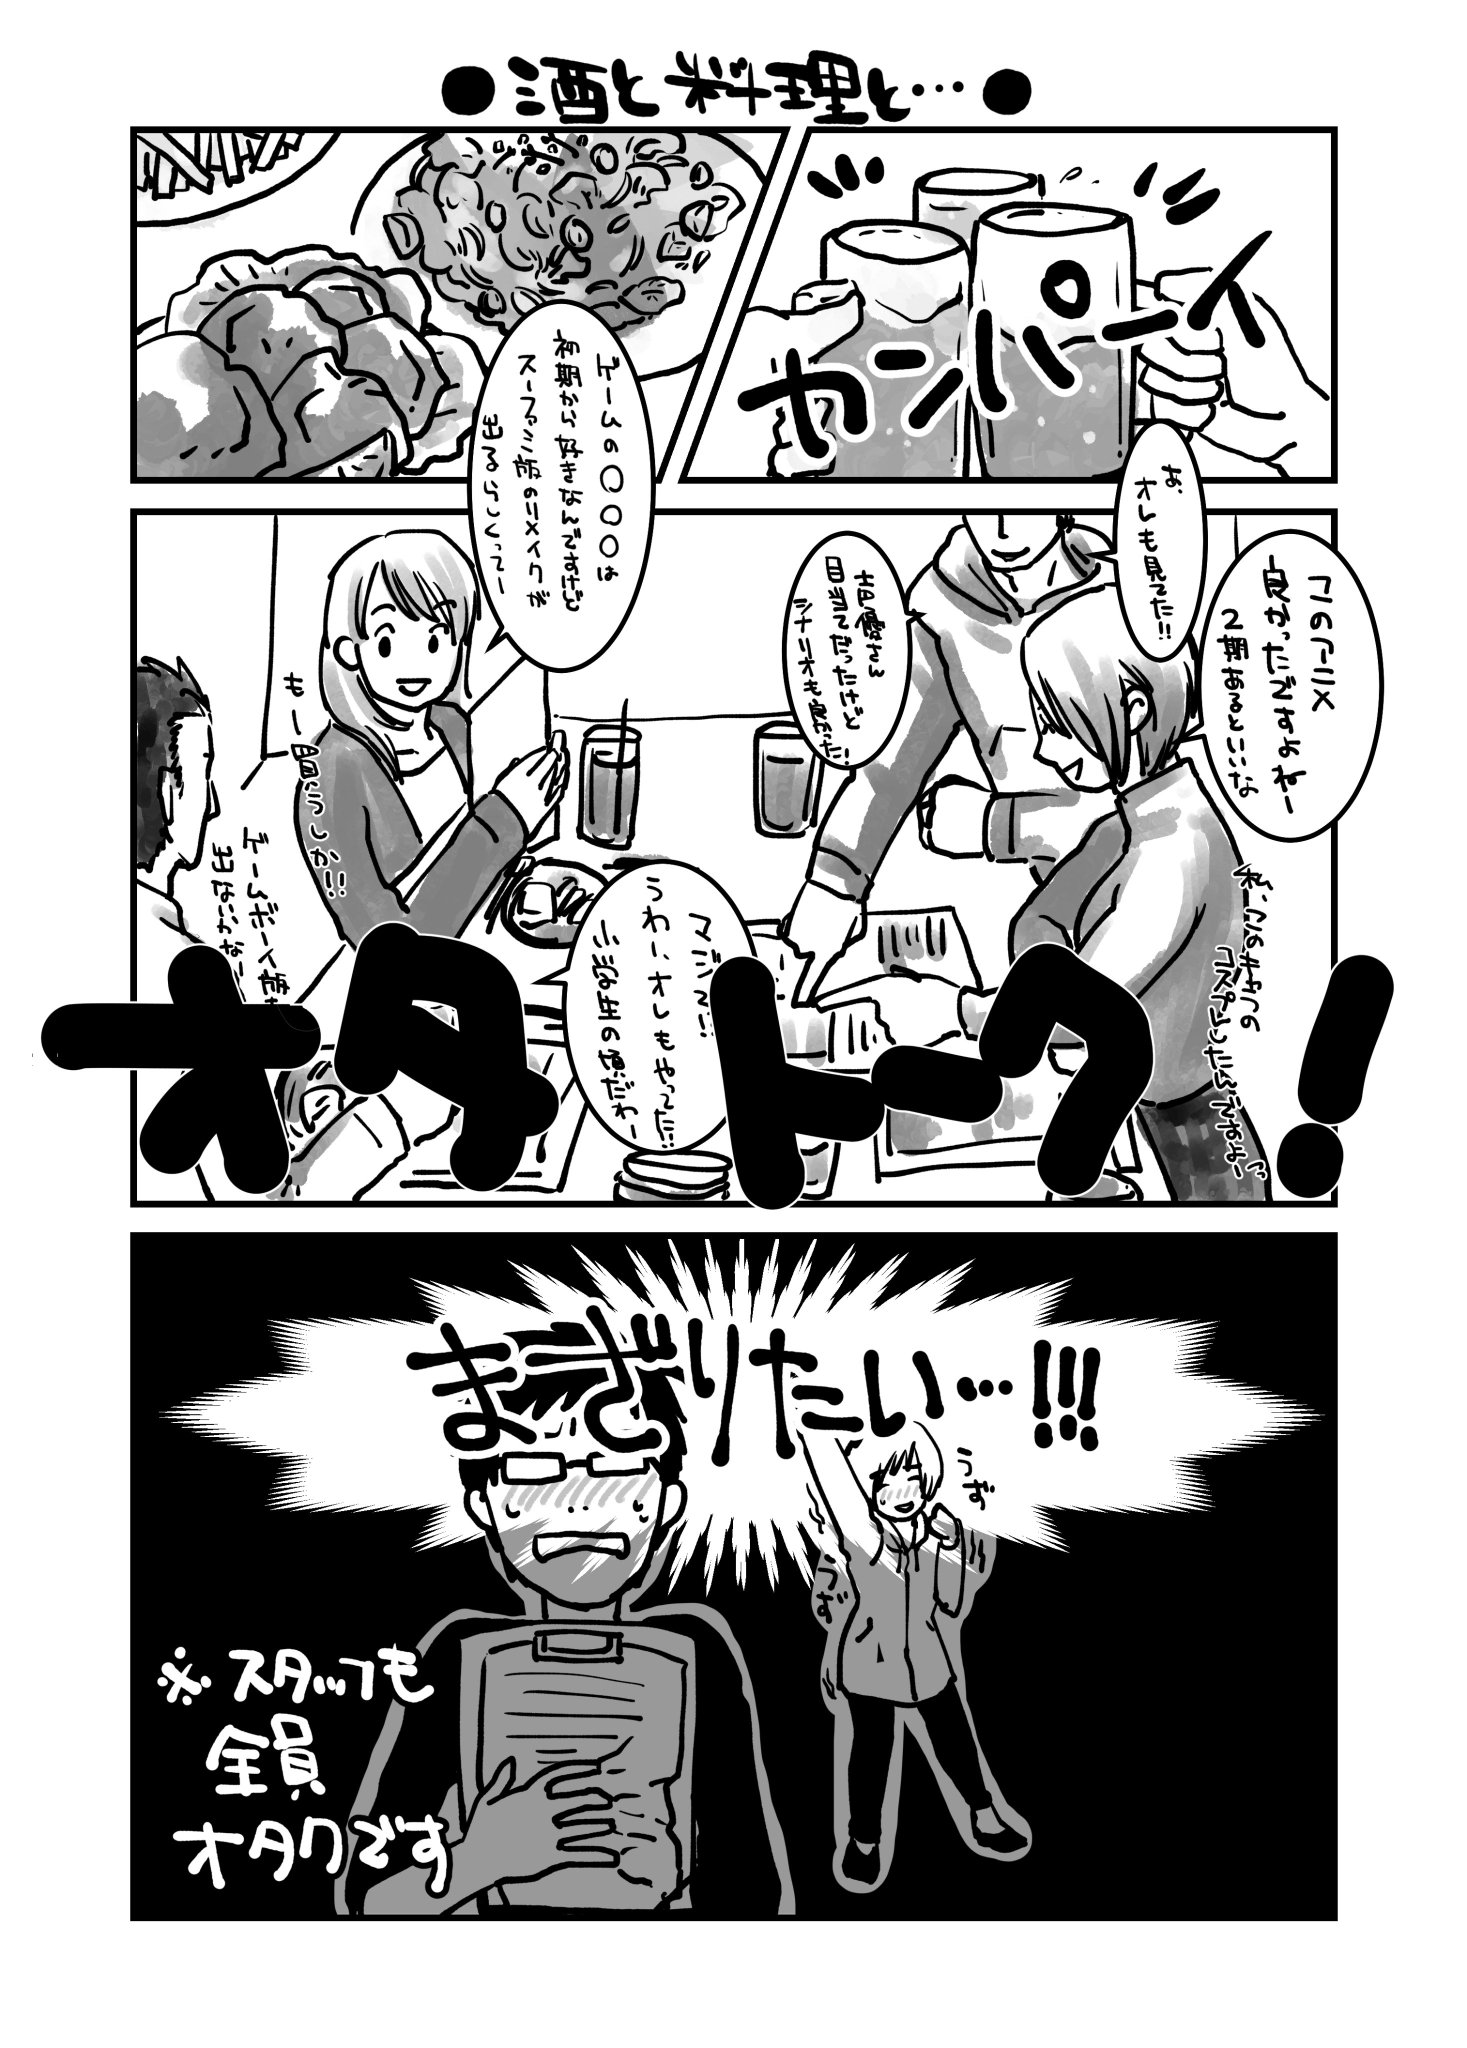 ●酒と料理と…●
カンパーイ
このアニメ
良かったですよねー
2期あるといいな
あ、
オレも見てた!!
声優さん
目当てだったけど
シナリオも良かった!
私、このキャラの
コスプレしたんですよーっ
ゲームの〇〇〇は
初期から好きなんですけど
スーファミ版のリメイクが
出るらしくってー
もー買うしか!!
マジで!!
うわー、オレもやってた!!
小学生の頃だわー
ゲームボーイ版も
出ないかなー
オタトーク!
まざりたい…!!!
うず
うず
※スタッフも
全員
オタクです